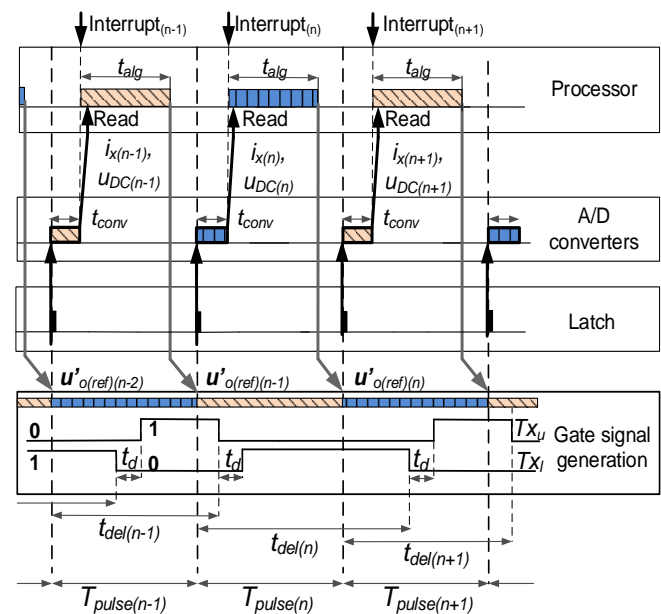 Interrupt(n-1) Interrupt(n) Interrupt(n+1)
talg talg talg
Processor
Read Read Read
ix(n-1), ix(n), ix(n+1),
uDC(n-1) uDC(n) uDC(n+1)
A/D
converters
tconv tconv tconv
Latch
u'o(ref)(n-2) u'o(ref)(n-1) u'o(ref)(n)
0 1 Txu
Gate signal
generation
1 td 0 td td Txl
tdel(n-1) tdel(n) tdel(n+1)
Tpulse(n-1) Tpulse(n) Tpulse(n+1)